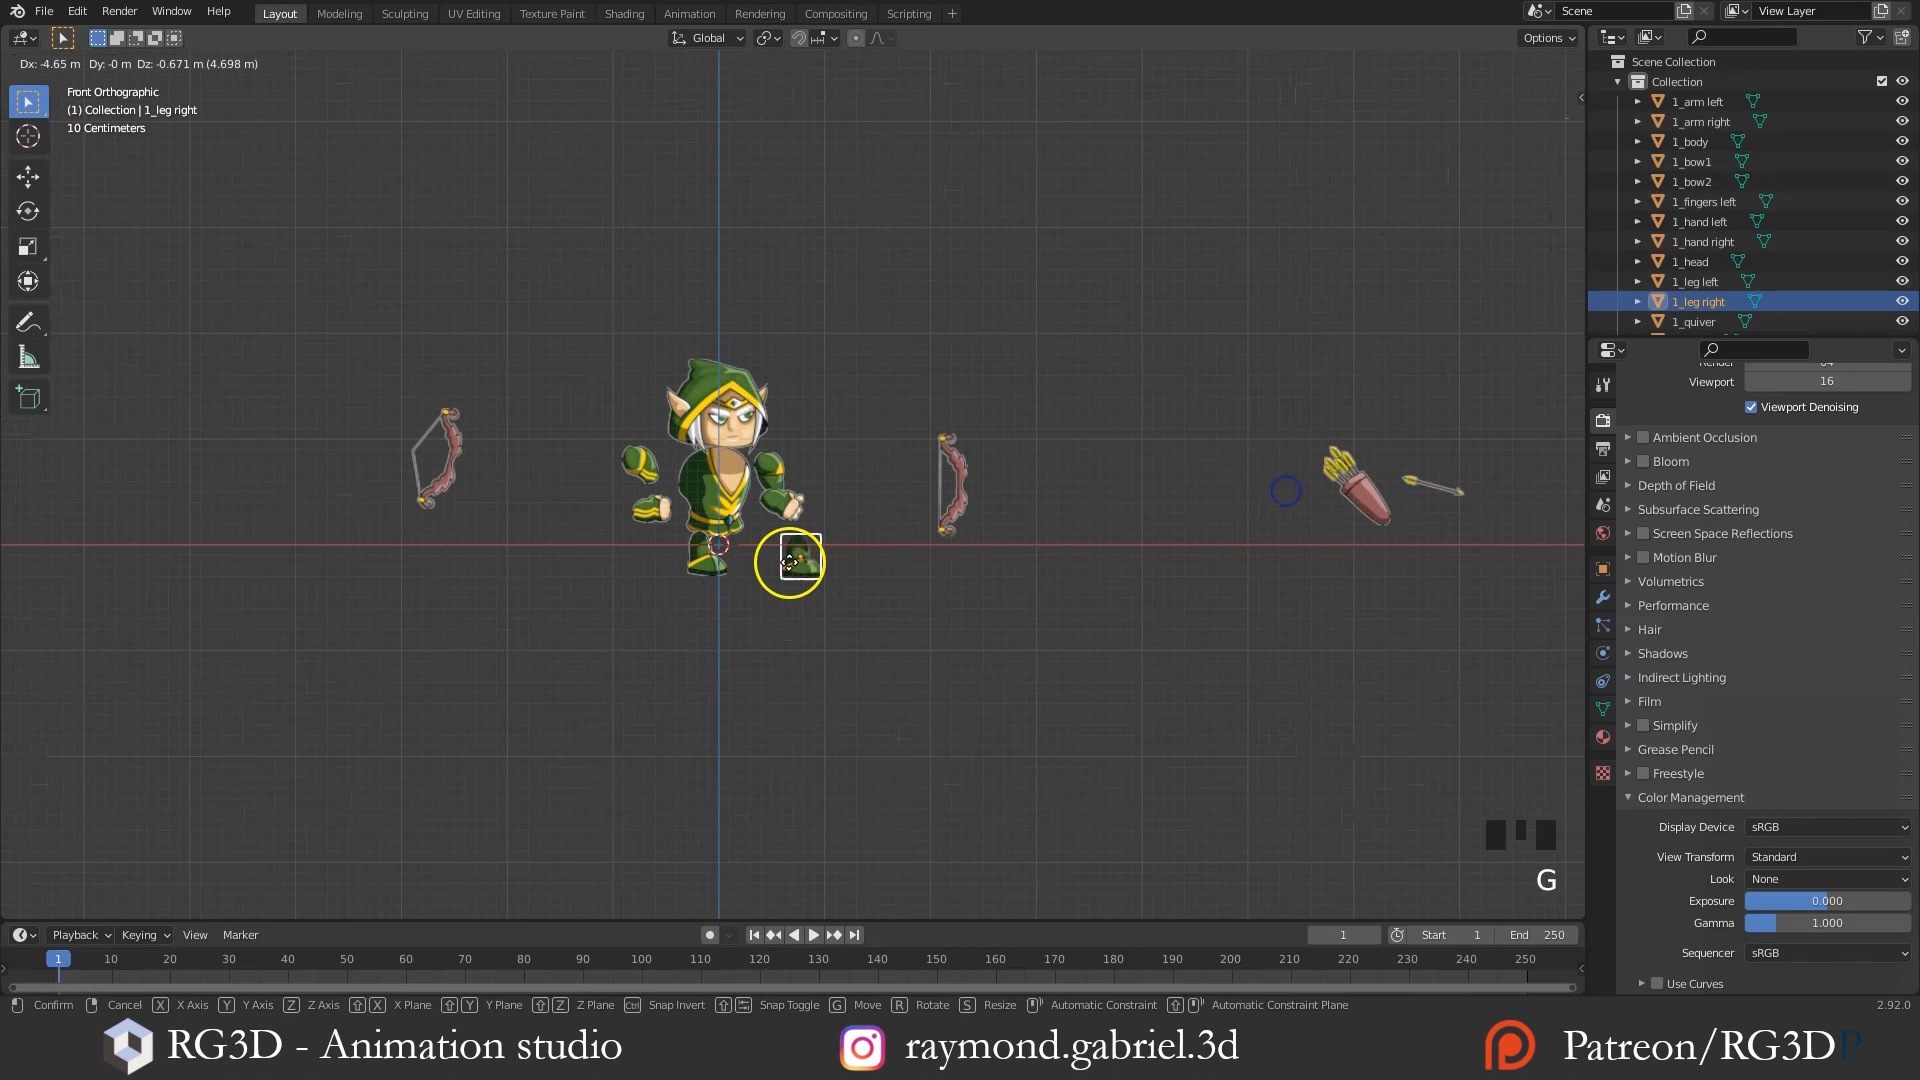 File Edit Render Window Help
Layout Modeling Sculpting UV Editing Texture Paint Shading Animation Rendering Compositing Scripting +
Scene
View Layer
Global
Options
Dx: -4.65 m Dy: -0 m Dz: -0.671 m (4.698 m)
Front Orthographic
(1) Collection | 1_leg right
10 Centimeters
Scene Collection
Collection
1_arm left
1_arm right
1_body
1_bow1
1_bow2
1_fingers left
1_hand left
1_hand right
1_head
1_leg left
1_leg right
1_quiver
Viewport 16
Viewport Denoising
Ambient Occlusion
Bloom
Depth of Field
Subsurface Scattering
Screen Space Reflections
Motion Blur
Volumetrics
Performance
Hair
Shadows
Indirect Lighting
Film
Simplify
Grease Pencil
Freestyle
Color Management
Display Device sRGB
View Transform Standard
Look None
Exposure 0.000
Gamma 1.000
Sequencer sRGB
Use Curves
G
Playback Keying View Marker
1 Start 1 End 250
1 10 20 30 40 50 60 70 80 90 100 110 120 130 140 150 160 170 180 190 200 210 220 230 240 250
Confirm Cancel X X Axis Y Y Axis Z Z Axis X X Plane Y Y Plane Z Z Plane Ctrl Snap Invert Snap Toggle G Move R Rotate S Resize Automatic Constraint Automatic Constraint Plane 2.92.0
RG3D - Animation studio
raymond.gabriel.3d
Patreon/RG3DP